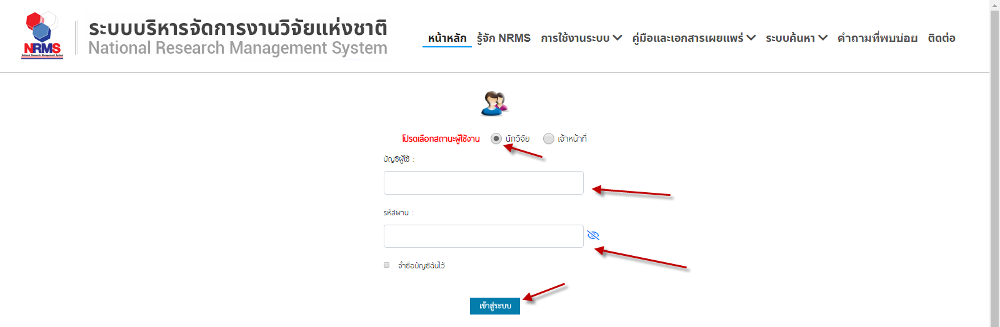 NRMS
National Research Management System
ระบบบริหารจัดการงานวิจัยแห่งชาติ
National Research Management System
หน้าหลัก รู้จัก NRMS การใช้งานระบบ คู่มือและเอกสารเผยแพร่ ระบบค้นหา คำถามที่พบบ่อย ติดต่อ
โปรดเลือกสถานะผู้ใช้งาน นักวิจัย เจ้าหน้าที่
บัญชีผู้ใช้ :
รหัสผ่าน :
จำชื่อบัญชีฉันไว้
เข้าสู่ระบบ